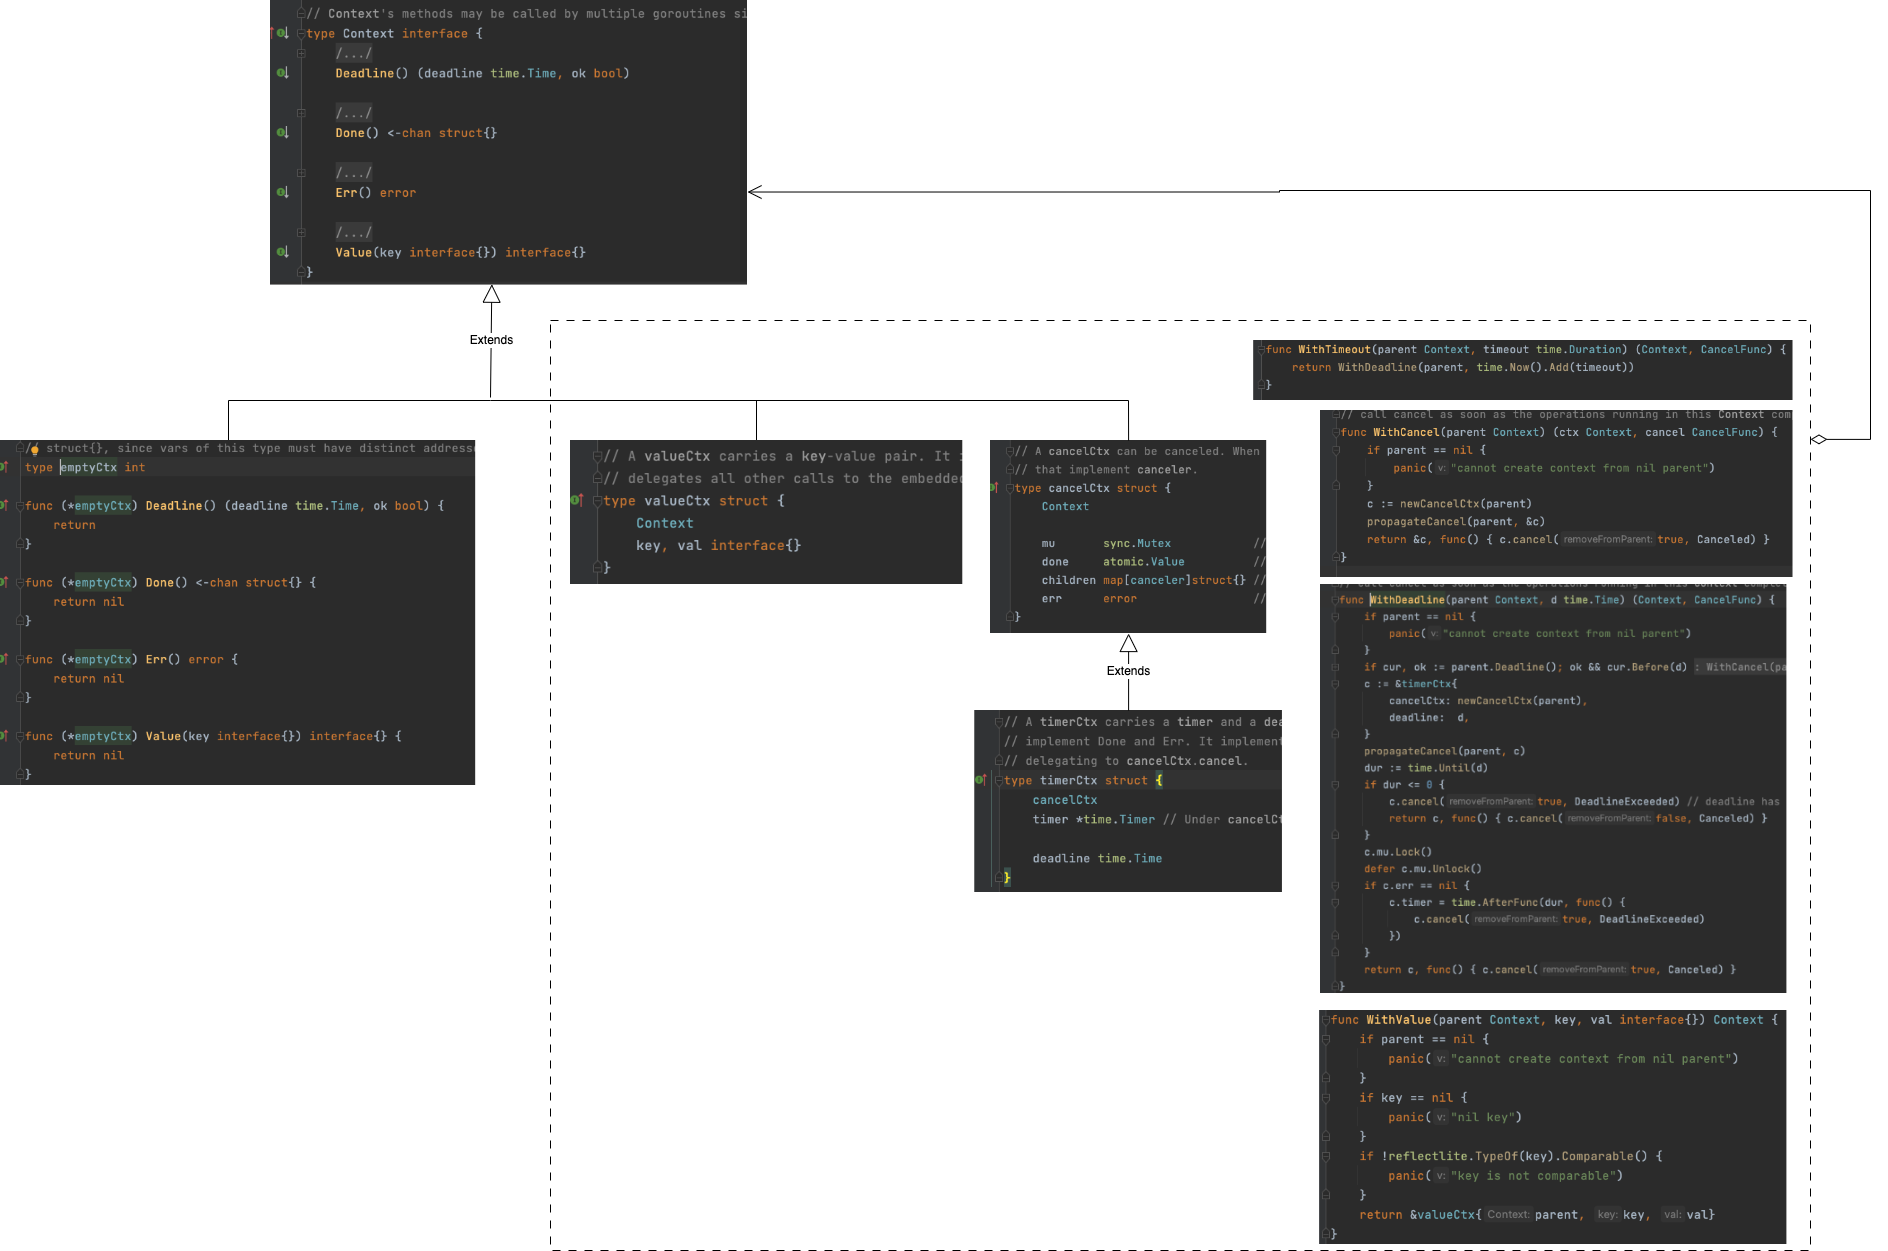 // Context's methods may be called by multiple goroutines si
type Context interface {
/.../
Deadline() (deadline time.Time, ok bool)
/.../
Done() <-chan struct{}
/.../
Err() error
/.../
Value(key interface{}) interface{}
}
Extends
// struct{}, since vars of this type must have distinct address
type emptyCtx int
func (*emptyCtx) Deadline() (deadline time.Time, ok bool) {
return
}
func (*emptyCtx) Done() <-chan struct{} {
return nil
}
func (*emptyCtx) Err() error {
return nil
}
func (*emptyCtx) Value(key interface{}) interface{} {
return nil
}
// A valueCtx carries a key-value pair. It
// delegates all other calls to the embedded
type valueCtx struct {
Context
key, val interface{}
}
// A cancelCtx can be canceled. When
// that implement canceler.
type cancelCtx struct {
Context
mu sync.Mutex //
done atomic.Value //
children map[canceler]struct{} //
err error //
}
Extends
// A timerCtx carries a timer and a dea
// implement Done and Err. It implement
// delegating to cancelCtx.cancel.
type timerCtx struct {
cancelCtx
timer *time.Timer // Under cancelCt
deadline time.Time
}
func WithTimeout(parent Context, timeout time.Duration) (Context, CancelFunc) {
return WithDeadline(parent, time.Now().Add(timeout))
}
// call cancel as soon as the operations running in this Context com
func WithCancel(parent Context) (ctx Context, cancel CancelFunc) {
if parent == nil {
panic( v: "cannot create context from nil parent")
}
c := newCancelCtx(parent)
propagateCancel(parent, &c)
return &c, func() { c.cancel( removeFromParent: true, Canceled) }
}
// call cancel as soon as the operations running in this Context comple
func WithDeadline(parent Context, d time.Time) (Context, CancelFunc) {
if parent == nil {
panic( v: "cannot create context from nil parent")
}
if cur, ok := parent.Deadline(); ok && cur.Before(d) : WithCancel(pa
c := &timerCtx{
cancelCtx: newCancelCtx(parent),
deadline: d,
}
propagateCancel(parent, c)
dur := time.Until(d)
if dur <= 0 {
c.cancel( removeFromParent: true, DeadlineExceeded) // deadline has
return c, func() { c.cancel( removeFromParent: false, Canceled) }
}
c.mu.Lock()
defer c.mu.Unlock()
if c.err == nil {
c.timer = time.AfterFunc(dur, func() {
c.cancel( removeFromParent: true, DeadlineExceeded)
})
}
return c, func() { c.cancel( removeFromParent: true, Canceled) }
}
func WithValue(parent Context, key, val interface{}) Context {
if parent == nil {
panic( v: "cannot create context from nil parent")
}
if key == nil {
panic( v: "nil key")
}
if !reflectlite.TypeOf(key).Comparable() {
panic( v: "key is not comparable")
}
return &valueCtx{ Context: parent, key: key, val: val}
}